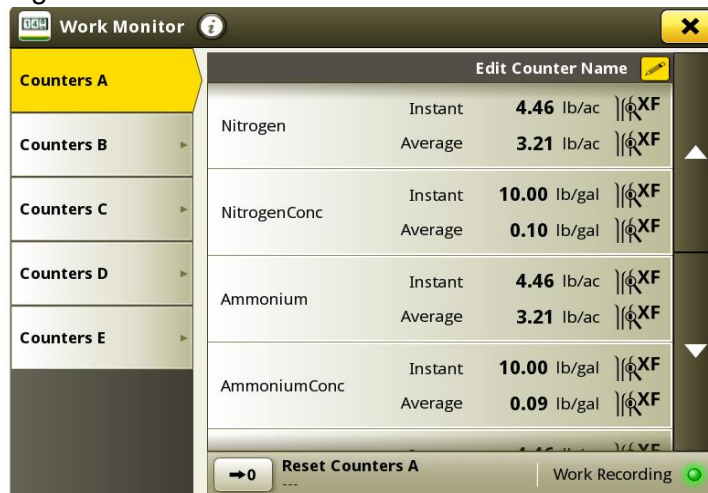 Work Monitor i
Counters A
Counters B
Counters C
Counters D
Counters E
Edit Counter Name
Nitrogen
Instant 4.46 lb/ac XF
Average 3.21 lb/ac XF
NitrogenConc
Instant 10.00 lb/gal XF
Average 0.10 lb/gal XF
Ammonium
Instant 4.46 lb/ac XF
Average 3.21 lb/ac XF
AmmoniumConc
Instant 10.00 lb/gal XF
Average 0.09 lb/gal XF
→0 Reset Counters A
---
Work Recording